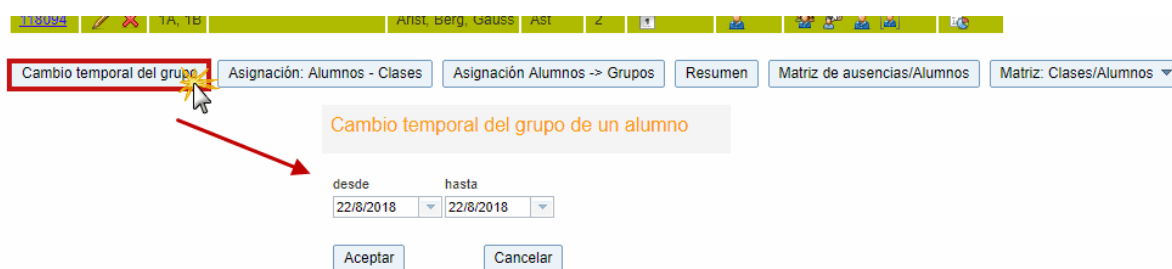 118094 1A, 1B Arist, Berg, Gauss Ast 2
Cambio temporal del grupo Asignación: Alumnos - Clases Asignación Alumnos -> Grupos Resumen Matriz de ausencias/Alumnos Matriz: Clases/Alumnos
Cambio temporal del grupo de un alumno
desde hasta
22/8/2018 22/8/2018
Aceptar Cancelar